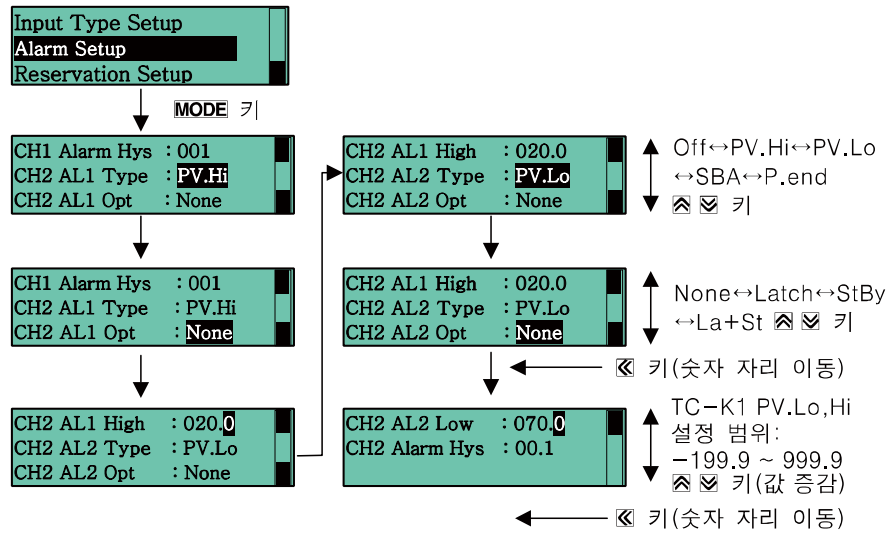 Input Type Setup
Alarm Setup
Reservation Setup
MODE 키
CH1 Alarm Hys : 001
CH2 AL1 Type : PV.Hi
CH2 AL1 Opt : None
CH1 Alarm Hys : 001
CH2 AL1 Type : PV.Hi
CH2 AL1 Opt : None
CH2 AL1 High : 020.0
CH2 AL2 Type : PV.Lo
CH2 AL2 Opt : None
CH2 AL1 High : 020.0
CH2 AL2 Type : PV.Lo
CH2 AL2 Opt : None
Off↔PV.Hi↔PV.Lo
↔SBA↔P.end
키
CH2 AL1 High : 020.0
CH2 AL2 Type : PV.Lo
CH2 AL2 Opt : None
None↔Latch↔StBy
↔La+St 키
키(숫자 자리 이동)
CH2 AL2 Low : 070.0
CH2 Alarm Hys : 00.1
TC-K1 PV.Lo,Hi
설정 범위:
-199.9 ~ 999.9
키(값 증감)
키(숫자 자리 이동)